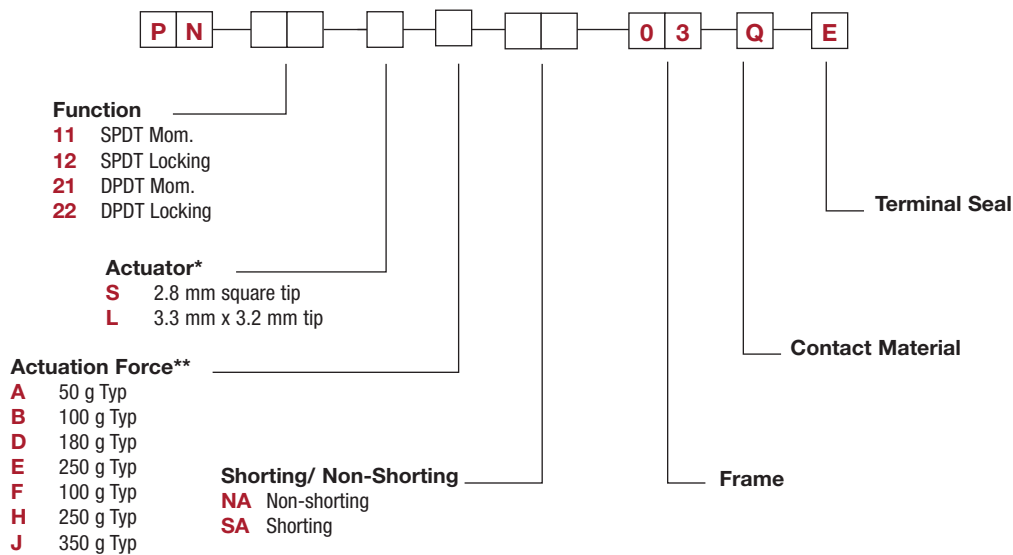 P N 0 3 Q E
Function
11 SPDT Mom.
12 SPDT Locking
21 DPDT Mom.
22 DPDT Locking
Terminal Seal
Actuator*
S 2.8 mm square tip
L 3.3 mm x 3.2 mm tip
Contact Material
Actuation Force**
A 50 g Typ
B 100 g Typ
D 180 g Typ
E 250 g Typ
F 100 g Typ
H 250 g Typ
J 350 g Typ
Shorting/ Non-Shorting
NA Non-shorting
SA Shorting
Frame